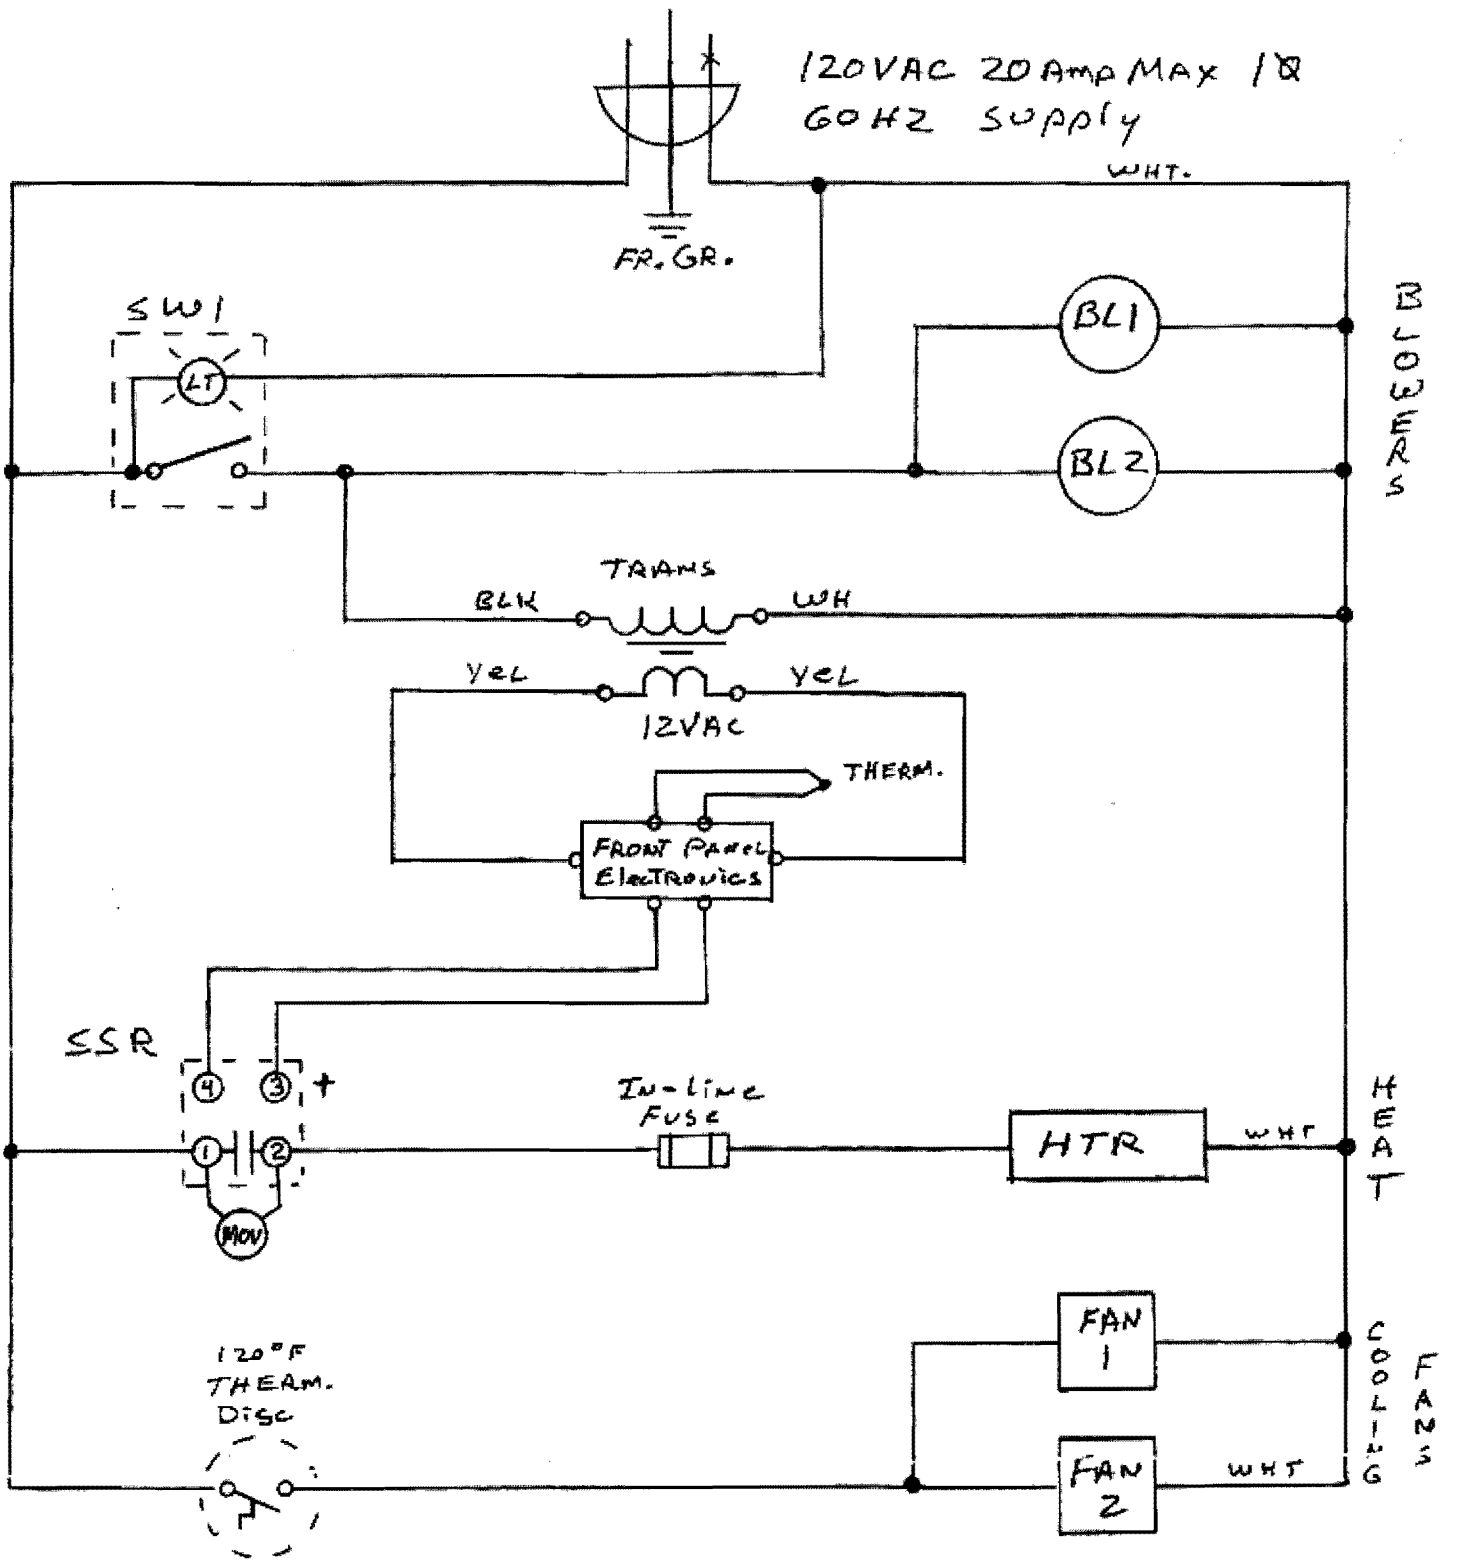 120VAC 20AmpMAX 1Ø
60HZ Supply
WHT.
FR.GR.
SW1
LT
BL1
BL2
BLOWERS
TRANS
BLK
WH
YEL
YEL
12VAC
THERM.
FRONT PANEL
ElecTRONiCS
SSR
4
3
+
In-Line
Fuse
1
2
HTR
WHT
HEAT
MOV
120°F
THERM.
Disc
FAN
1
FAN
2
WHT
COOLING
FANS